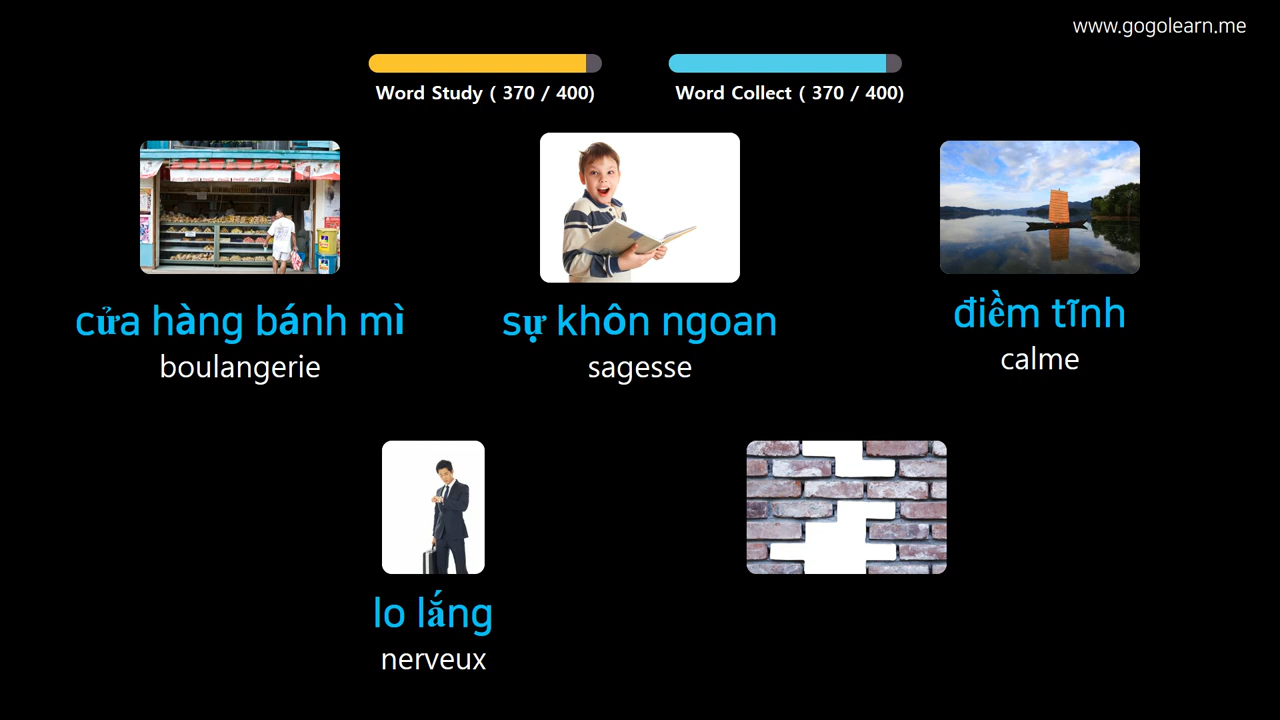 www.gogolearn.me
Word Study ( 370 / 400)
Word Collect ( 370 / 400)
cửa hàng bánh mì
boulangerie
sự khôn ngoan
sagesse
điềm tĩnh
calme
lo lắng
nerveux